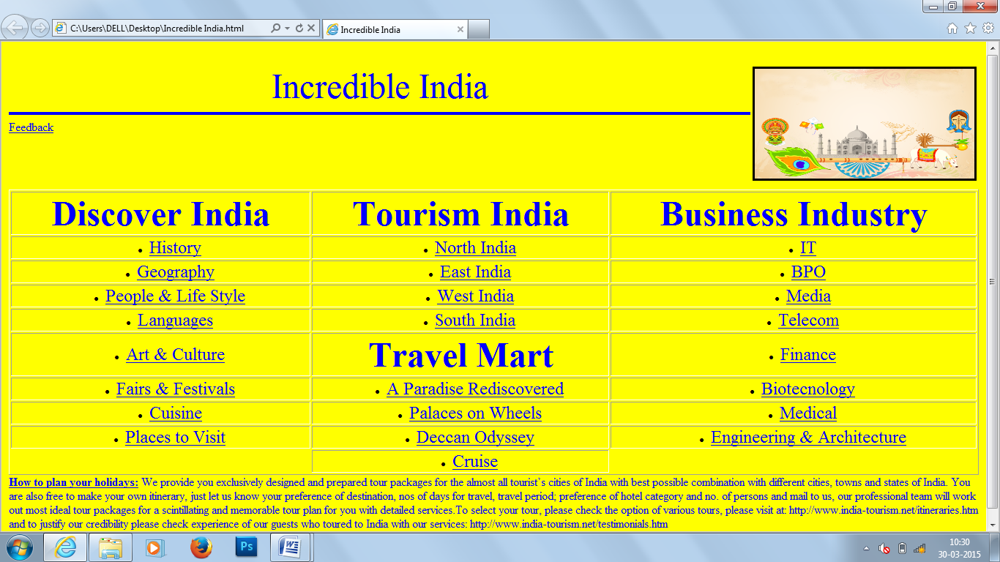 C:\Users\DELL\Desktop\Incredible India.html
Incredible India
Incredible India
Feedback
Discover India Tourism India Business Industry
• History • North India • IT
• Geography • East India • BPO
• People & Life Style • West India • Media
• Languages • South India • Telecom
• Art & Culture Travel Mart • Finance
• Fairs & Festivals • A Paradise Rediscovered • Biotecnology
• Cuisine • Palaces on Wheels • Medical
• Places to Visit • Deccan Odyssey • Engineering & Architecture
• Cruise
How to plan your holidays: We provide you exclusively designed and prepared tour packages for the almost all tourist’s cities of India with best possible combination with different cities, towns and states of India. You
are also free to make your own itinerary, just let us know your preference of destination, nos of days for travel, travel period; preference of hotel category and no. of persons and mail to us, our professional team will work
out most ideal tour packages for a scintillating and memorable tour plan for you with detailed services.To select your tour, please check the option of various tours, please visit at: http://www.india-tourism.net/itineraries.htm
and to justify our credibility please check experience of our guests who toured to India with our services: http://www.india-tourism.net/testimonials.htm
Ps
10:30
30-03-2015